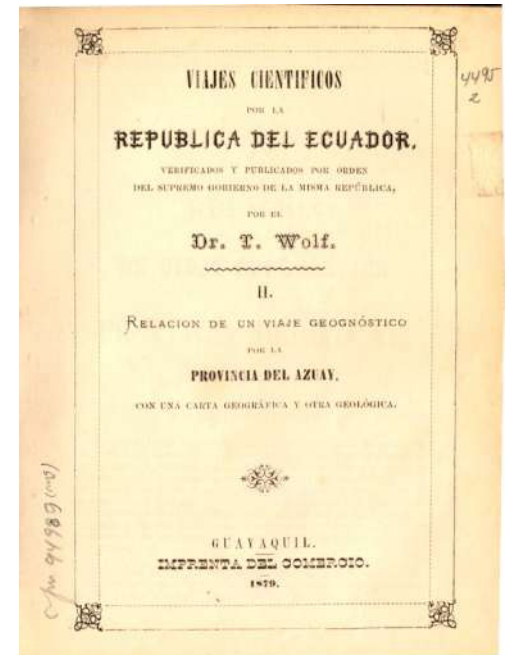 VIAJES CIENTIFICOS
POR LA
REPUBLICA DEL ECUADOR,
VERIFICADOS Y PUBLICADOS POR ORDEN
DEL SUPREMO GOBIERNO DE LA MISMA REPÚBLICA,
POR EL
Dr. T. Wolf.
II.
RELACION DE UN VIAJE GEOGNÓSTICO
POR LA
PROVINCIA DEL AZUAY,
CON UNA CARTA GEOGRÁFICA Y OTRA GEOLÓGICA.
GUAYAQUIL.
IMPRENTA DEL COMERCIO.
1879.
4495
2